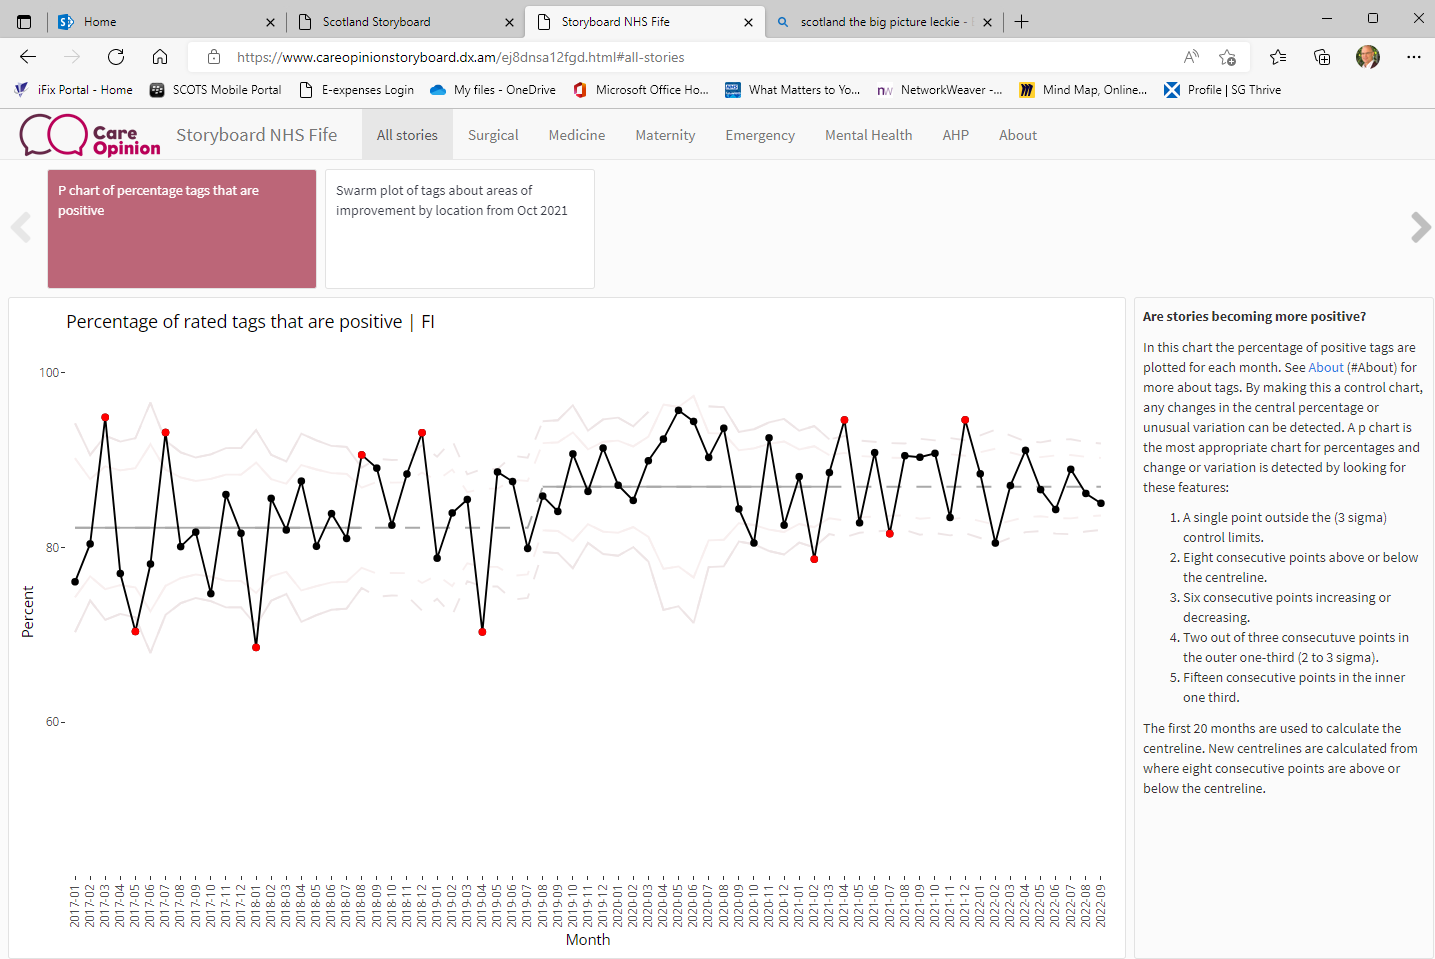 Home
Scotland Storyboard
Storyboard NHS Fife
scotland the big picture leckie -
https://www.careopinionstoryboard.dx.am/ej8dnsa12fgd.html#all-stories
iFix Portal - Home
SCOTS Mobile Portal
E-expenses Login
My files - OneDrive
Microsoft Office Ho...
What Matters to Yo...
NetworkWeaver -...
Mind Map, Online...
Profile | SG Thrive
Care
Opinion
Storyboard NHS Fife
All stories
Surgical
Medicine
Maternity
Emergency
Mental Health
AHP
About
P chart of percentage tags that are
positive
Swarm plot of tags about areas of
improvement by location from Oct 2021
Percentage of rated tags that are positive | FI
100
80
60
Percent
2017-01
2017-02
2017-03
2017-04
2017-05
2017-06
2017-07
2017-08
2017-09
2017-10
2017-11
2017-12
2018-01
2018-02
2018-03
2018-04
2018-05
2018-06
2018-07
2018-08
2018-09
2018-10
2018-11
2018-12
2019-01
2019-02
2019-03
2019-04
2019-05
2019-06
2019-07
2019-08
2019-09
2019-10
2019-11
2019-12
2020-01
2020-02
2020-03
2020-04
2020-05
2020-06
2020-07
2020-08
2020-09
2020-10
2020-11
2020-12
2021-01
2021-02
2021-03
2021-04
2021-05
2021-06
2021-07
2021-08
2021-09
2021-10
2021-11
2021-12
2022-01
2022-02
2022-03
2022-04
2022-05
2022-06
2022-07
2022-08
2022-09
Month
Are stories becoming more positive?
In this chart the percentage of positive tags are
plotted for each month. See About (#About) for
more about tags. By making this a control chart,
any changes in the central percentage or
unusual variation can be detected. A p chart is
the most appropriate chart for percentages and
change or variation is detected by looking for
these features:
1. A single point outside the (3 sigma)
control limits.
2. Eight consecutive points above or below
the centreline.
3. Six consecutive points increasing or
decreasing.
4. Two out of three consecutuve points in
the outer one-third (2 to 3 sigma).
5. Fifteen consecutive points in the inner
one third.
The first 20 months are used to calculate the
centreline. New centrelines are calculated from
where eight consecutive points are above or
below the centreline.